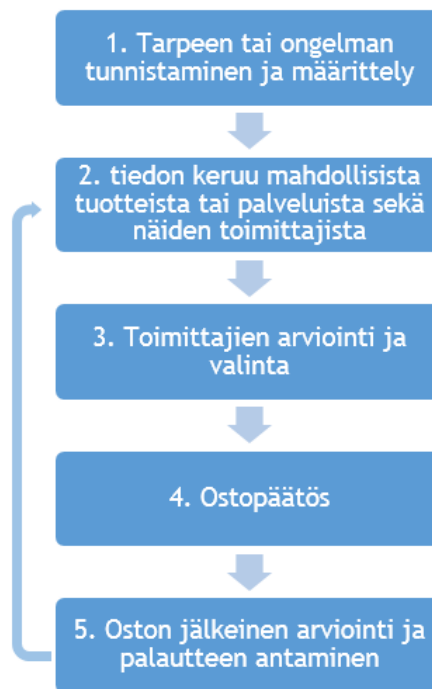 1. Tarpeen tai ongelman
tunnistaminen ja määrittely
2. tiedon keruu mahdollisista
tuotteista tai palveluista sekä
näiden toimittajista
3. Toimittajien arviointi ja
valinta
4. Ostopäätös
5. Oston jälkeinen arviointi ja
palautteen antaminen